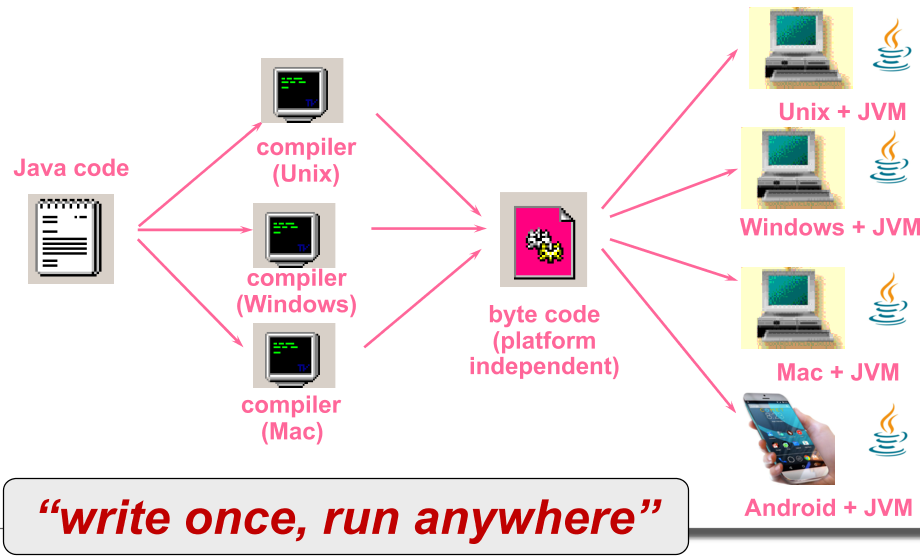 Java code
compiler
(Unix)
compiler
(Windows)
compiler
(Mac)
byte code
(platform
independent)
Unix + JVM
Windows + JVM
Mac + JVM
Android + JVM
“write once, run anywhere”